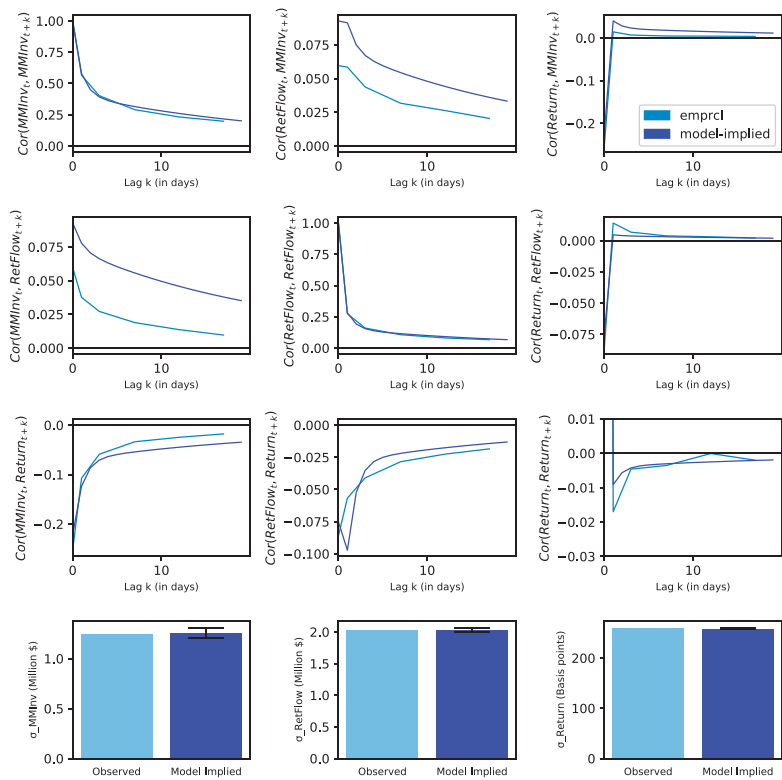 Cor(MMInv_t, MMInv_{t+k})
1.00
0.75
0.50
0.25
0.00
0
10
Lag k (in days)
Cor(RetFlow_t, MMInv_{t+k})
0.075
0.050
0.025
0.000
0
10
Lag k (in days)
Cor(Return_t, MMInv_{t+k})
0.0
−0.1
−0.2
emprcl
model-implied
0
10
Lag k (in days)
Cor(MMInv_t, RetFlow_{t+k})
0.075
0.050
0.025
0.000
0
10
Lag k (in days)
Cor(RetFlow_t, RetFlow_{t+k})
1.00
0.75
0.50
0.25
0.00
0
10
Lag k (in days)
Cor(Return_t, RetFlow_{t+k})
0.000
−0.025
−0.050
−0.075
0
10
Lag k (in days)
Cor(MMInv_t, Return_{t+k})
0.0
−0.1
−0.2
0
10
Lag k (in days)
Cor(RetFlow_t, Return_{t+k})
0.000
−0.025
−0.050
−0.075
−0.100
0
10
Lag k (in days)
Cor(Return_t, Return_{t+k})
0.01
0.00
−0.01
−0.02
−0.03
0
10
Lag k (in days)
σ_MMInv (Million $)
1.0
0.5
0.0
Observed
Model Implied
σ_RetFlow (Million $)
2.0
1.5
1.0
0.5
0.0
Observed
Model Implied
σ_Return (Basis points)
200
100
0
Observed
Model Implied